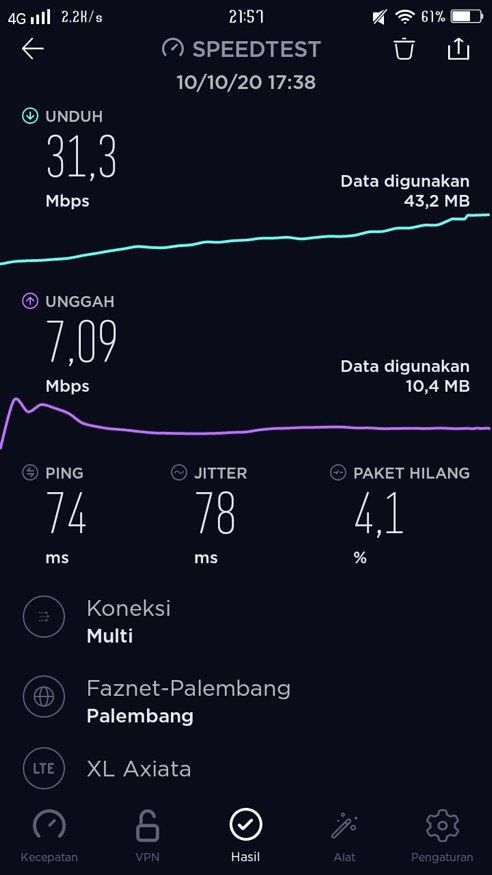 4G 2.2K/s 21:57 61%
SPEEDTEST
10/10/20 17:38
UNDUH
31,3
Mbps
Data digunakan
43,2 MB
UNGGAH
7,09
Mbps
Data digunakan
10,4 MB
PING JITTER PAKET HILANG
74 78 4,1
ms ms %
Koneksi
Multi
Faznet-Palembang
Palembang
LTE XL Axiata
Kecepatan VPN Hasil Alat Pengaturan